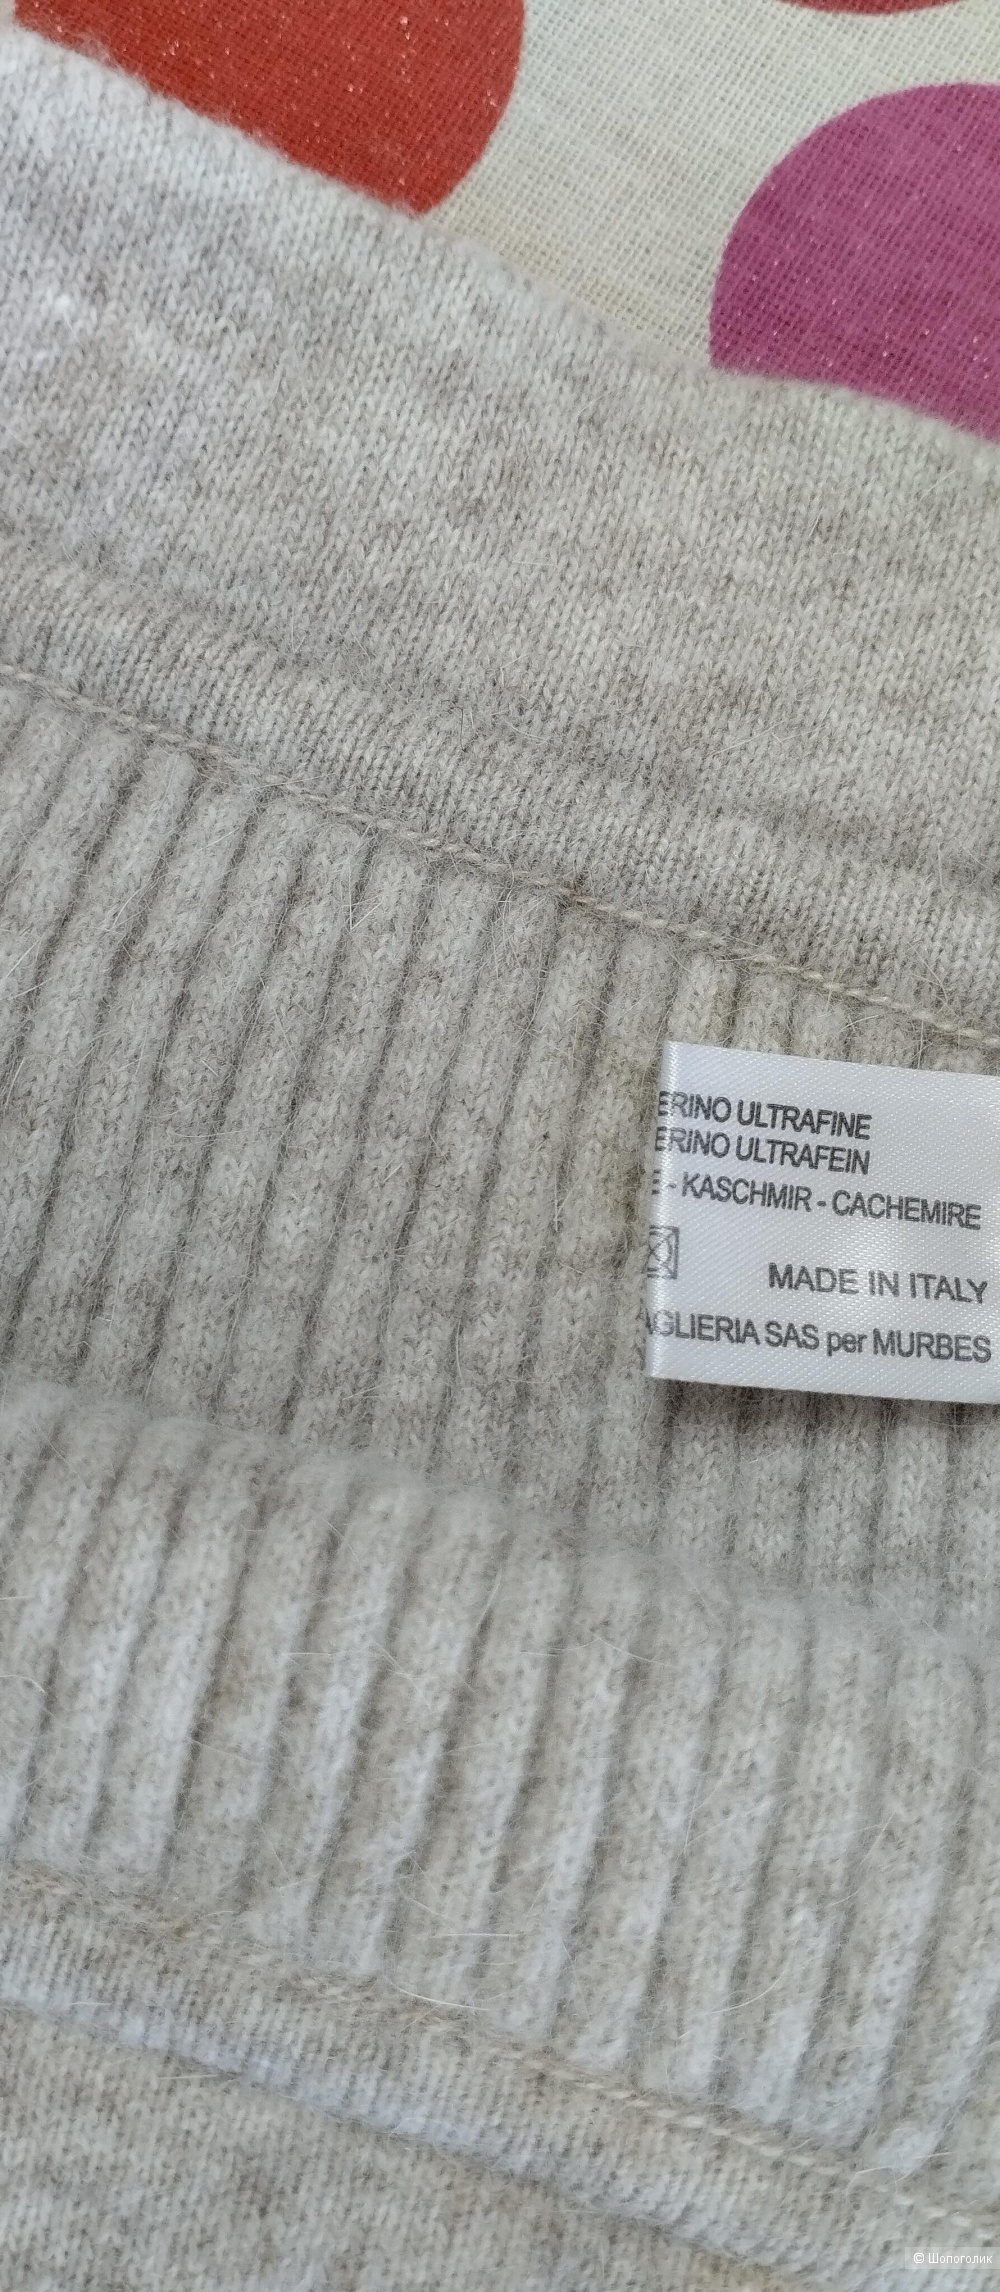 ERINO ULTRAFINE
ERINO ULTRAFEIN
E - KASCHMIR - CACHEMIRE
MADE IN ITALY
AGLIERIA SAS per MURBES
© Шопоголик